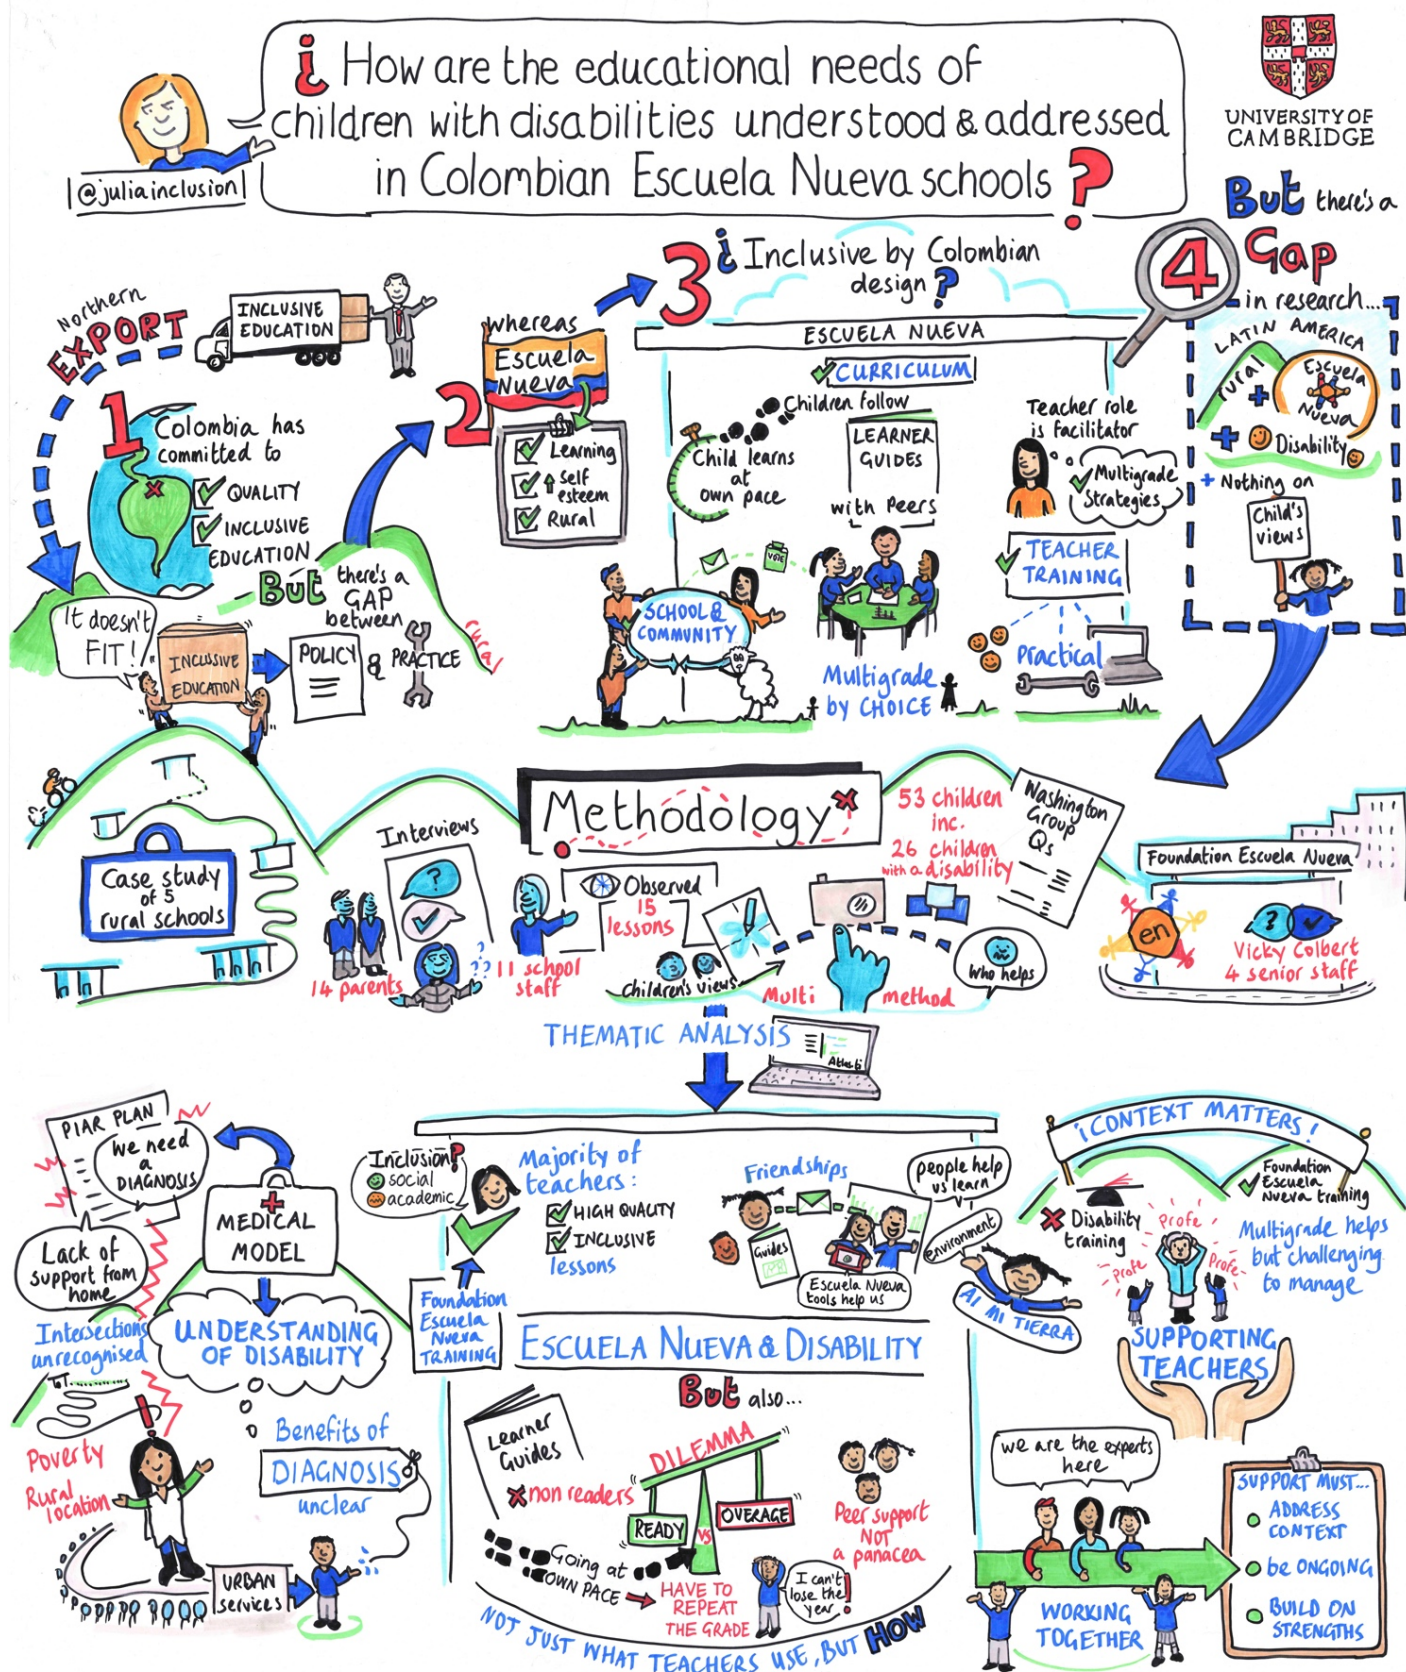 ¿How are the educational needs of
children with disabilities understood & addressed
in Colombian Escuela Nueva schools?
@juliainclusion
UNIVERSITY OF
CAMBRIDGE
Northern
EXPORT
INCLUSIVE
EDUCATION
1
Colombia has
committed to
QUALITY
INCLUSIVE
EDUCATION
But there's a
GAP
between
It doesn't
FIT!
INCLUSIVE
EDUCATION
POLICY
&
PRACTICE
rural
2
whereas
Escuela
Nueva
Learning
Self
esteem
Rural
3
¿Inclusive by Colombian
design?
ESCUELA NUEVA
CURRICULUM
Children follow
LEARNER
GUIDES
with Peers
Child learns
at
own pace
SCHOOL &
COMMUNITY
VOTE
Multigrade
by CHOICE
Teacher role
is facilitator
Multigrade
Strategies
TEACHER
TRAINING
Practical
4
But there's a
Gap
in research...
LATIN AMERICA
rural
+
Escuela
Nueva
+
Disability
+ Nothing on
Child's
views
Methodology
Case study
of 5
rural schools
Interviews
?
14 parents
???
11 school
staff
Observed
15
lessons
Children's views
Multi method
53 children
inc.
26 children
with a disability
Washington
Group
Qs
Who helps
Foundation Escuela Nueva
en
?
Vicky Colbert
4 senior staff
THEMATIC ANALYSIS
Atlas.ti
PIAR PLAN
We need
a
DIAGNOSIS
Lack of
support from
home
MEDICAL
MODEL
UNDERSTANDING
OF DISABILITY
Intersections
unrecognised
Poverty
Rural
location
!
Benefits of
DIAGNOSIS
unclear
URBAN
services
Inclusion?
social
academic
Foundation
Escuela
Nueva
TRAINING
Majority of
teachers:
HIGH QUALITY
INCLUSIVE
lessons
Friendships
Guides
Escuela Nueva
tools help us
people help
us learn
environment
AI MI TIERRA
ESCUELA NUEVA & DISABILITY
But also...
Learner
Guides
non readers
DILEMMA
READY
VS
OVERAGE
Going at
OWN PACE
HAVE TO
REPEAT
THE GRADE
I can't
lose the
year!
Peer support
NOT
a panacea
NOT JUST WHAT TEACHERS USE, BUT HOW
¡CONTEXT MATTERS!
Disability
training
Profe
Profe
Profe
Foundation
Escuela
Nueva training
Multigrade helps
but challenging
to manage
SUPPORTING
TEACHERS
we are the experts
here
WORKING
TOGETHER
SUPPORT MUST...
ADDRESS
CONTEXT
be ONGOING
BUILD ON
STRENGTHS